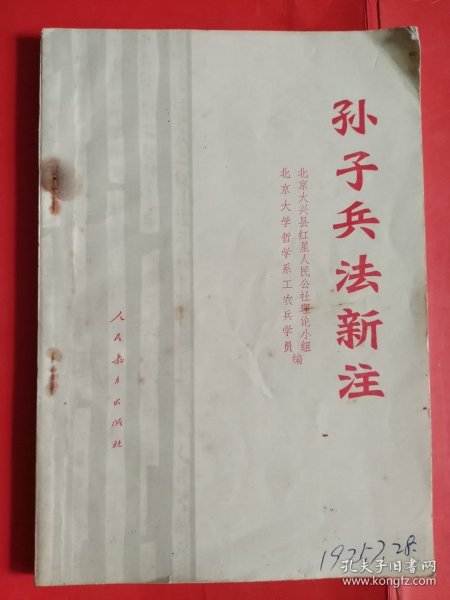 孙子兵法新注
北京大兴县红星人民公社理论小组
北京大学哲学系工农兵学员
编
人民教育出版社
1975.7.28.
孔夫子旧书网
www.kongfz.com